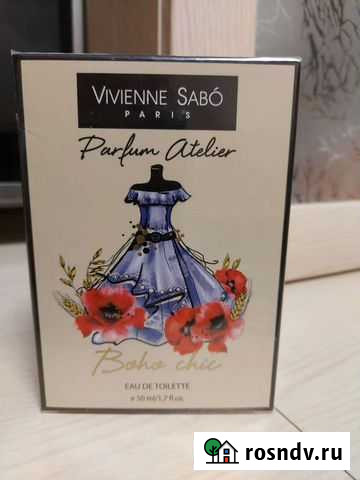 VIVIENNE SABÓ
PARIS
Parfum Atelier
Boho chic
EAU DE TOILETTE
e 50 ml/1,7 fl.oz.
rosndv.ru